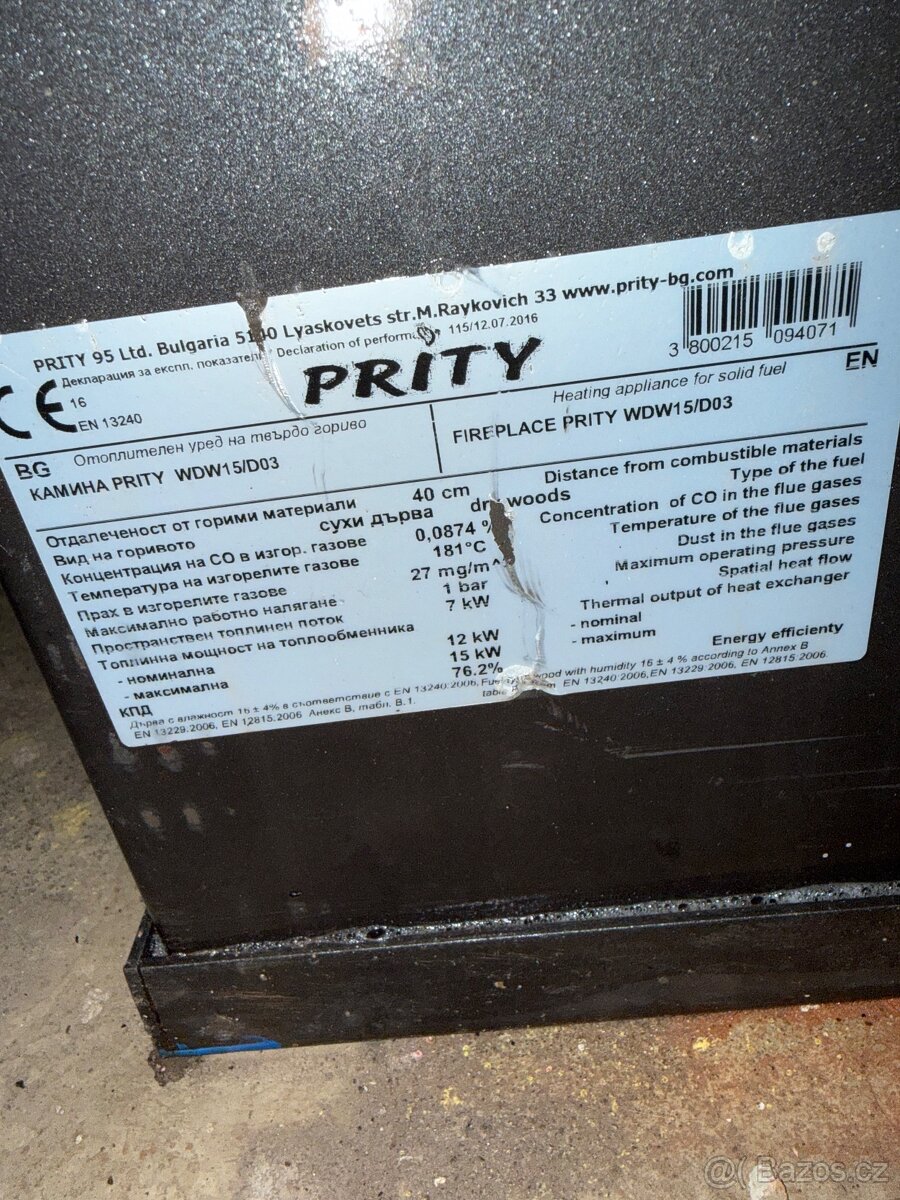 PRITY 95 Ltd. Bulgaria 5140 Lyaskovets str.M.Raykovich 33 www.prity-bg.com
Декларация за експл. показатели Declaration of perform 115/12.07.2016
CE 16
EN 13240
PRITY
3 800215 094071
EN
Heating appliance for solid fuel
FIREPLACE PRITY WDW15/D03
BG Отоплителен уред на твърдо гориво
КАМИНА PRITY WDW15/D03
Отдалеченост от горими материали 40 cm Distance from combustible materials
Вид на горивото сухи дърва dry woods Type of the fuel
Концентрация на CO в изгор. газове 0,0874 % Concentration of CO in the flue gases
Температура на изгорелите газове 181°C Temperature of the flue gases
Прах в изгорелите газове 27 mg/m³ Dust in the flue gases
Максимално работно налягане 1 bar Maximum operating pressure
Пространствен топлинен поток 7 kW Spatial heat flow
Топлинна мощност на топлообменника Thermal output of heat exchanger
- номинална 12 kW - nominal
- максимална 15 kW - maximum
КПД 76.2% Energy efficienty
Дърва с влажност 16 ± 4% в съответствие с EN 13240:2006, Fuel wood with humidity 16 ± 4 % according to Annex B
EN 13229:2006, EN 12815:2006 Анекс В, табл. В.1. EN 13240:2006, EN 13229:2006, EN 12815:2006.
@( Bazos.cz